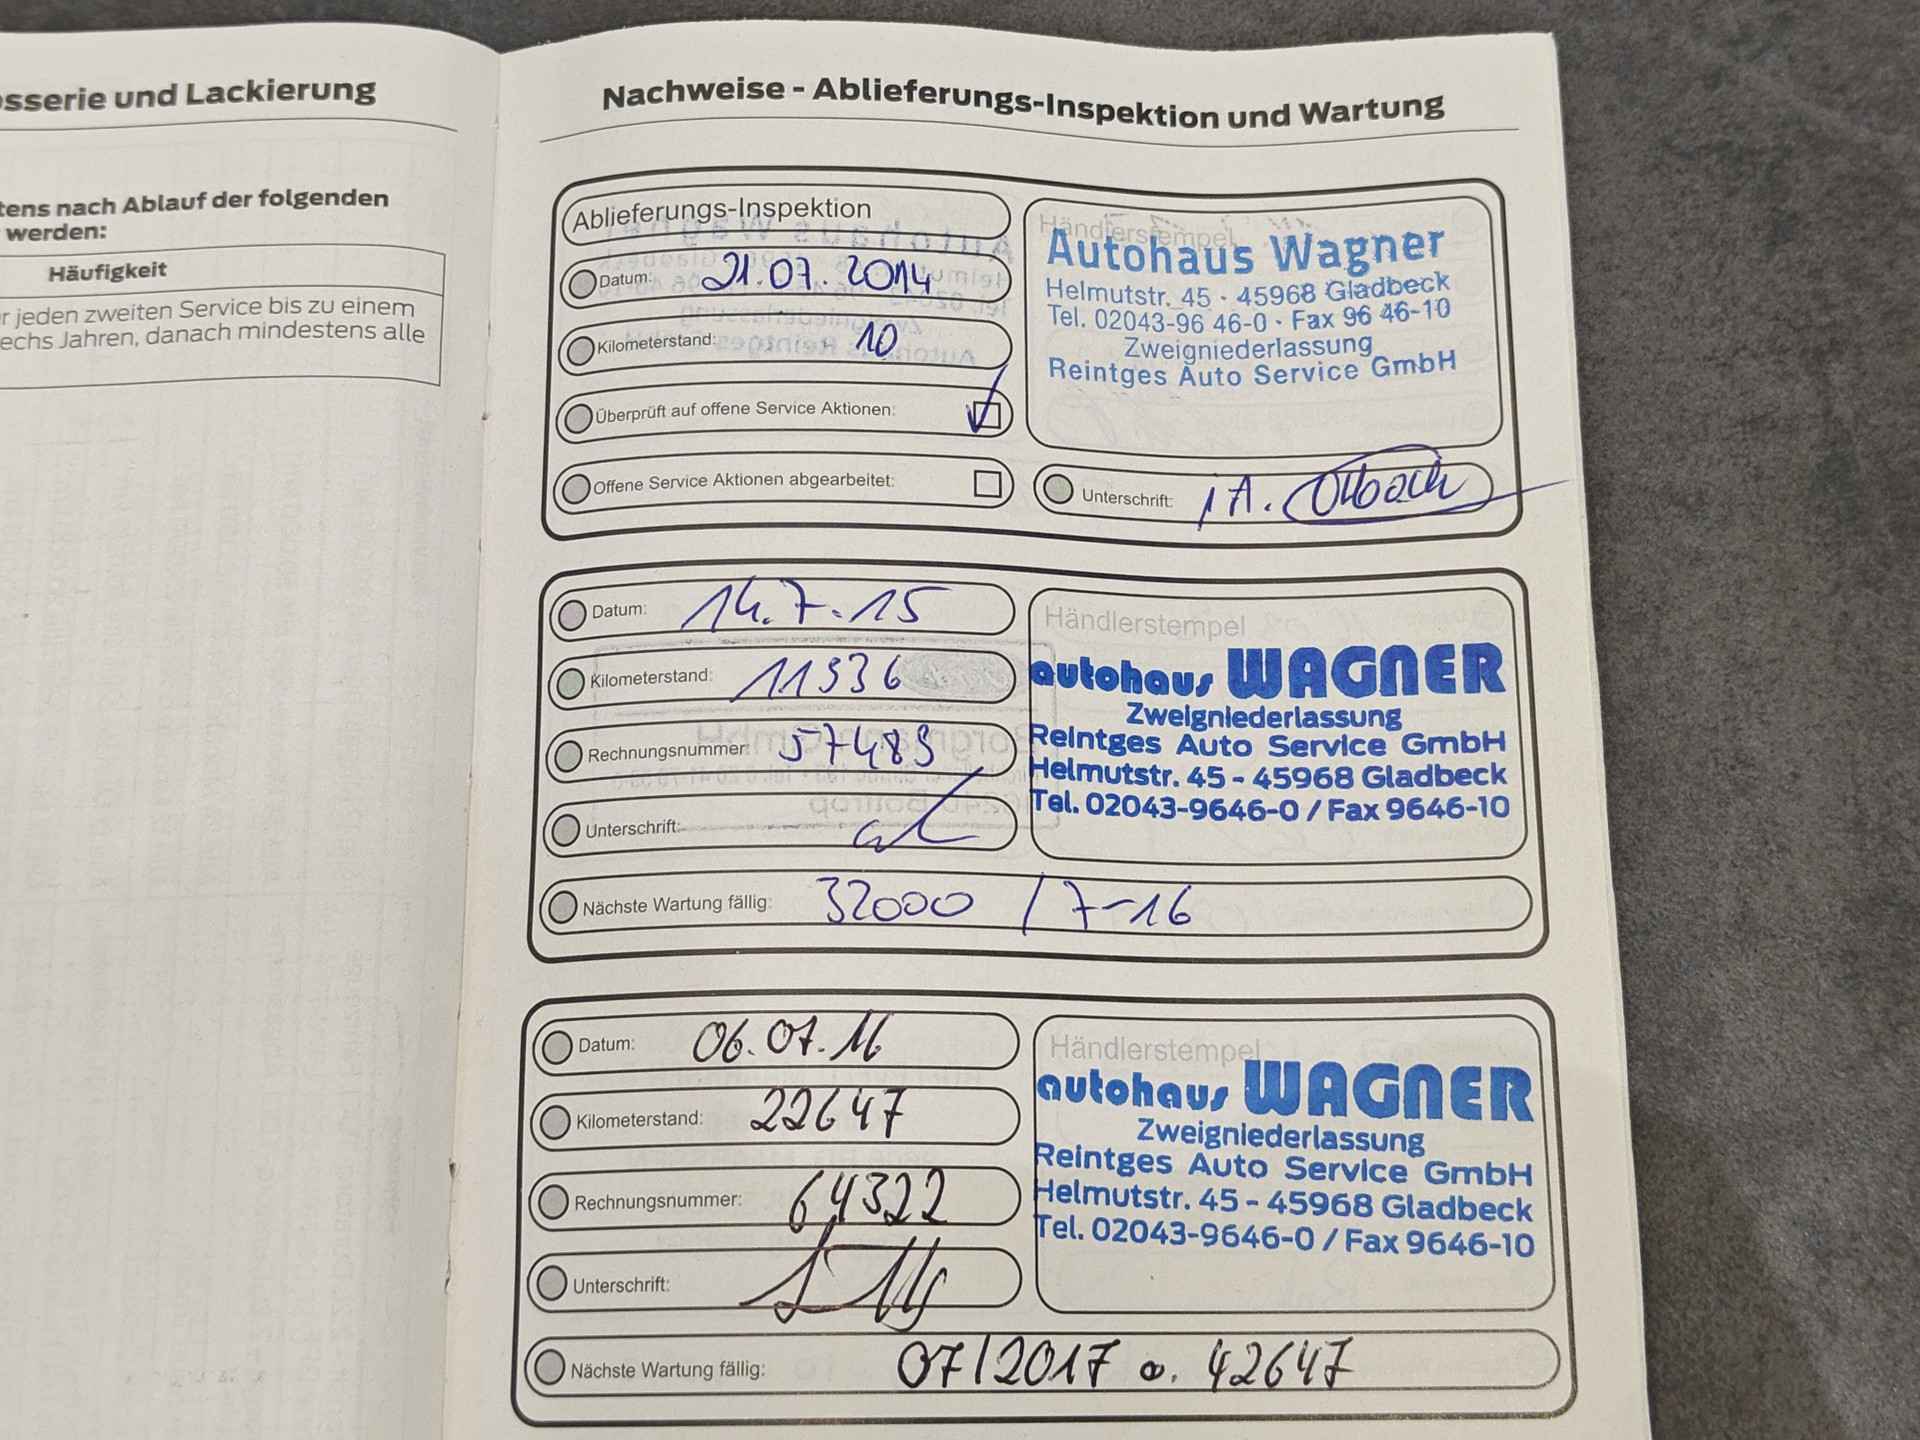 osserie und Lackierung
tens nach Ablauf der folgenden
werden:
Häufigkeit
r jeden zweiten Service bis zu einem
echs Jahren, danach mindestens alle
Nachweise - Ablieferungs-Inspektion und Wartung
Ablieferungs-Inspektion
Datum: 21.07.2014
Kilometerstand: 10
Überprüft auf offene Service Aktionen:
Offene Service Aktionen abgearbeitet:
Händlerstempel
Autohaus Wagner
Helmutstr. 45 · 45968 Gladbeck
Tel. 02043-96 46-0 · Fax 96 46-10
Zweigniederlassung
Reintges Auto Service GmbH
Unterschrift: i.A.
Datum: 14.7.15
Kilometerstand: 11936
Rechnungsnummer: 57489
Unterschrift:
Händlerstempel
autohaus WAGNER
Zweigniederlassung
Reintges Auto Service GmbH
Helmutstr. 45 - 45968 Gladbeck
Tel. 02043-9646-0 / Fax 9646-10
Nächste Wartung fällig: 32000 / 7-16
Datum: 06.07.16
Kilometerstand: 22647
Rechnungsnummer: 64322
Unterschrift:
Händlerstempel
autohaus WAGNER
Zweigniederlassung
Reintges Auto Service GmbH
Helmutstr. 45 - 45968 Gladbeck
Tel. 02043-9646-0 / Fax 9646-10
Nächste Wartung fällig: 07/2017 o. 42647